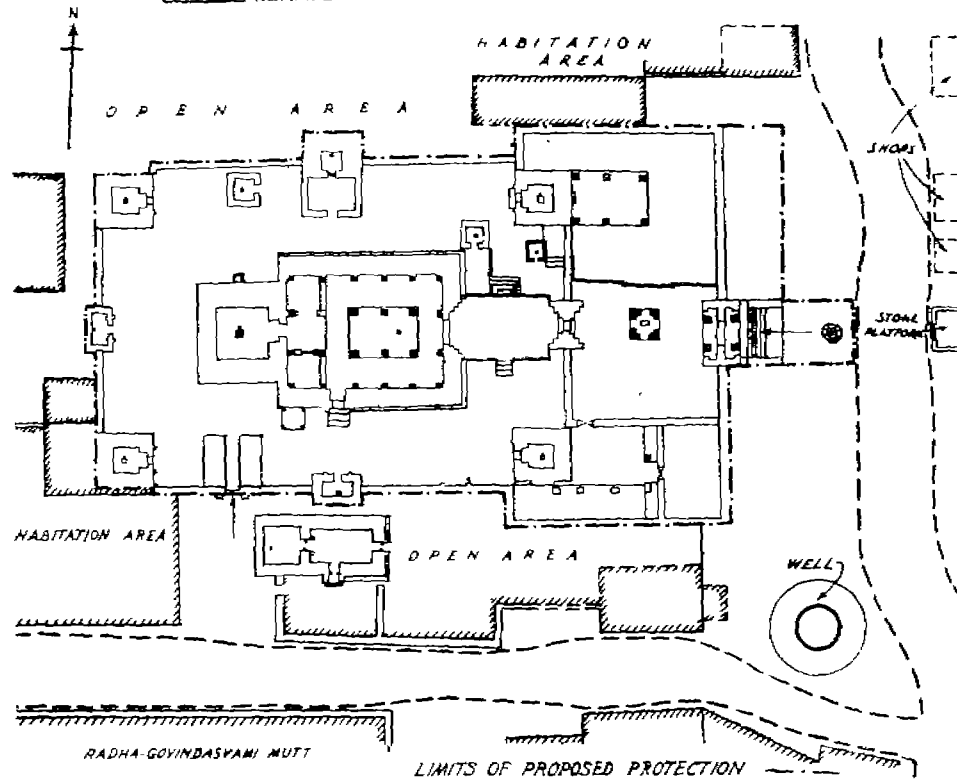 N
HABITATION
AREA
OPEN AREA
SHOPS
STONE
PLATFORM
HABITATION AREA
OPEN AREA
WELL
RADHA-GOVINDASVAMI MUTT
LIMITS OF PROPOSED PROTECTION